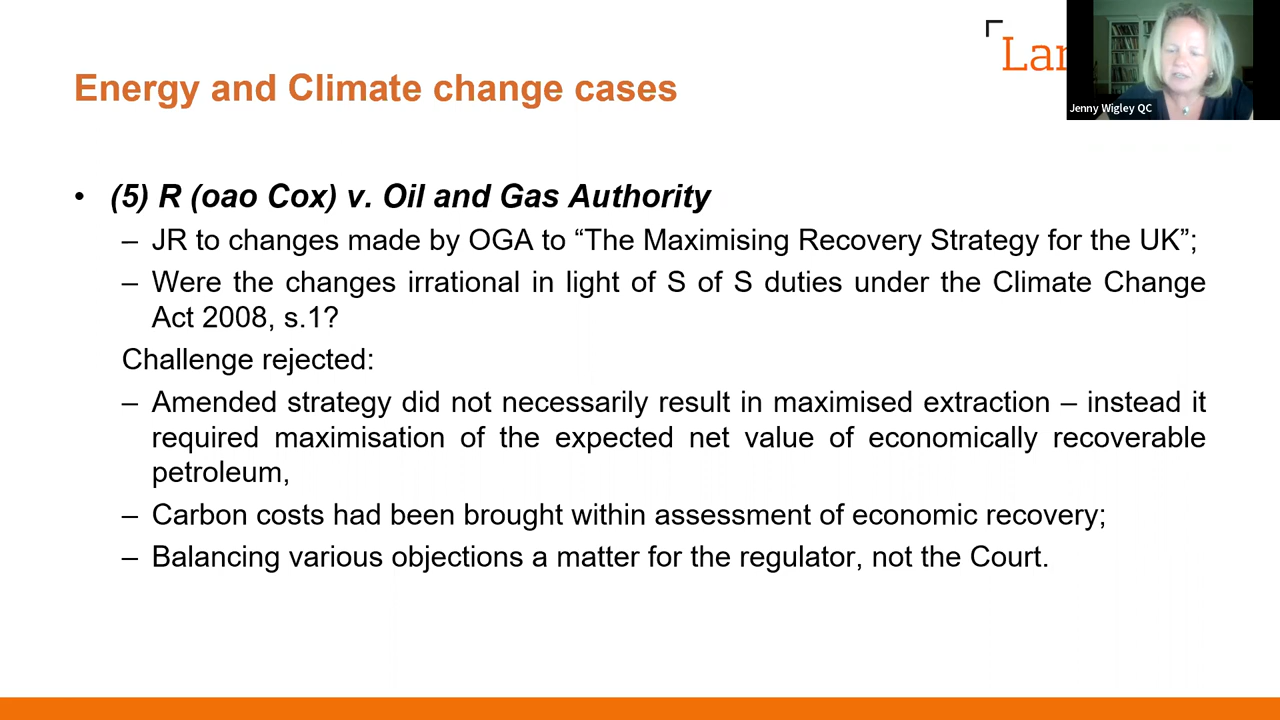 Energy and Climate change cases
Jenny Wigley QC
• (5) R (oao Cox) v. Oil and Gas Authority
– JR to changes made by OGA to “The Maximising Recovery Strategy for the UK”;
– Were the changes irrational in light of S of S duties under the Climate Change
Act 2008, s.1?
Challenge rejected:
– Amended strategy did not necessarily result in maximised extraction – instead it
required maximisation of the expected net value of economically recoverable
petroleum,
– Carbon costs had been brought within assessment of economic recovery;
– Balancing various objections a matter for the regulator, not the Court.